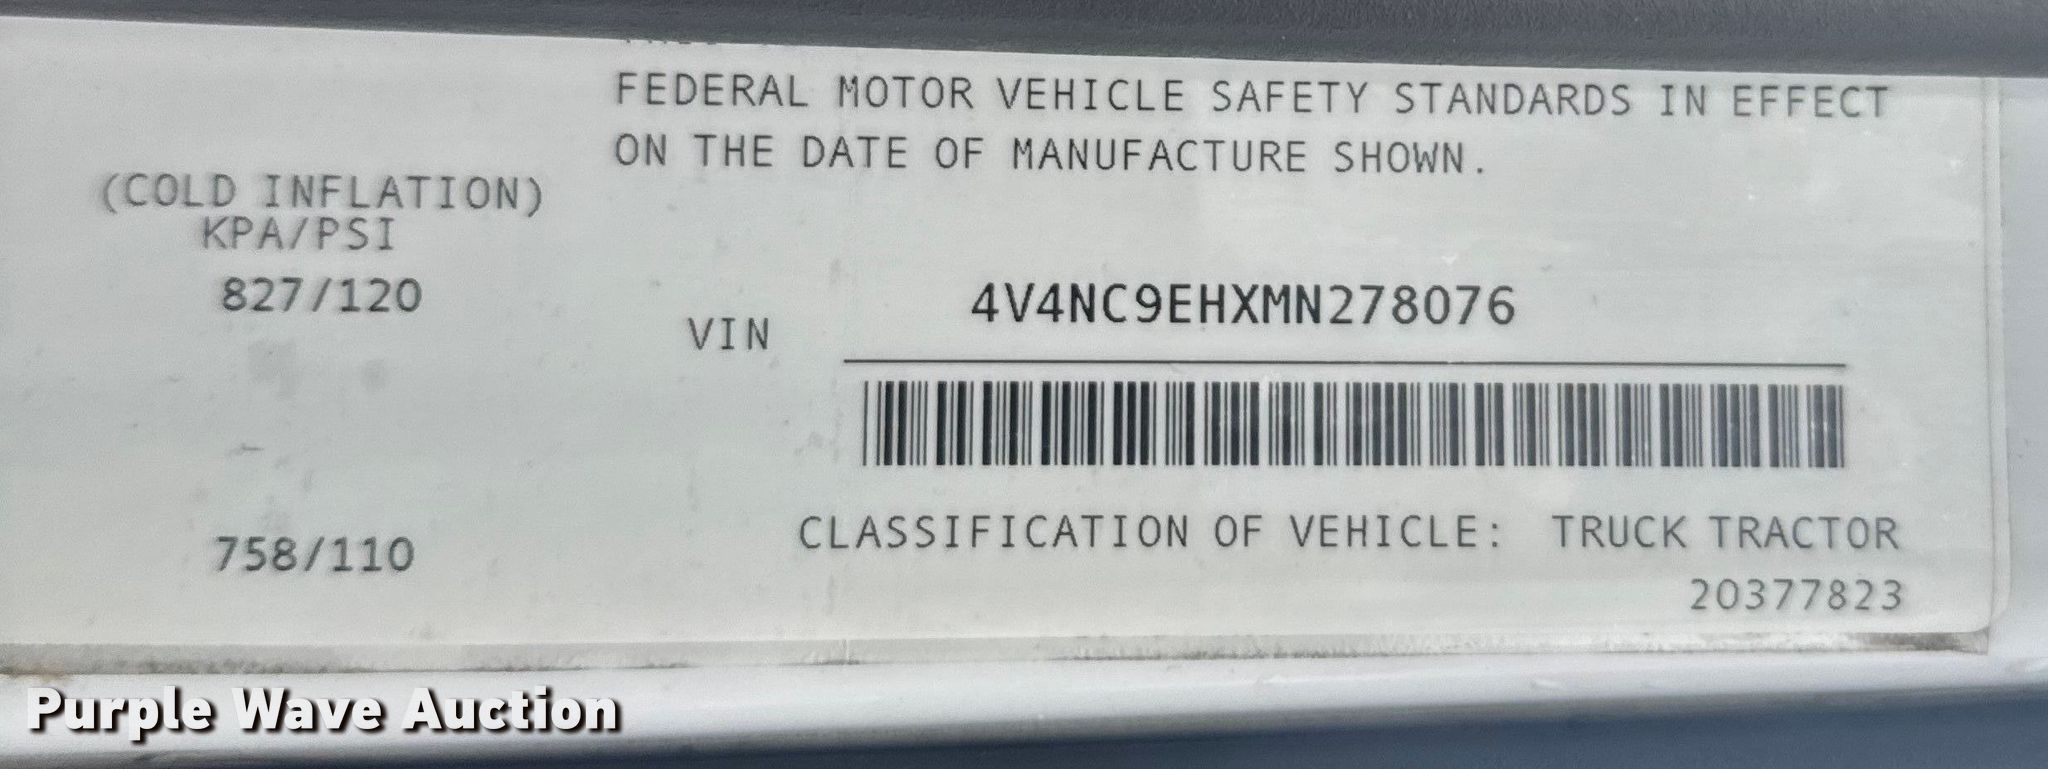 FEDERAL MOTOR VEHICLE SAFETY STANDARDS IN EFFECT
ON THE DATE OF MANUFACTURE SHOWN.
(COLD INFLATION)
KPA/PSI
827/120
758/110
VIN 4V4NC9EHXMN278076
CLASSIFICATION OF VEHICLE: TRUCK TRACTOR
20377823
Purple Wave Auction